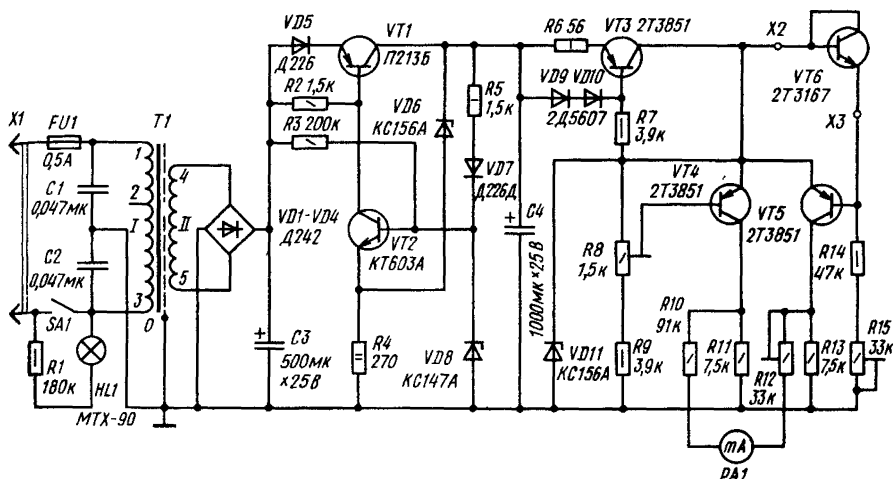 VD5
Д226
VT1
П213Б
R2 1,5к
R3 200к
VD6
КС156А
R5
1,5к
VD7
Д226Д
R6 56
VT3 2Т3851
VD9 VD10
2Д5607
R7
3,9к
X2
VT6
2Т3167
X3
X1
FU1
0,5А
T1
1
2
I
3
0
4
II
5
C1
0,047мк
C2
0,047мк
SA1
R1
180к
HL1
МТХ-90
VD1-VD4
Д242
VT2
КТ603А
+
C3
500мк
×25В
R4
270
VD8
КС147А
+
C4
1000мк×25В
VD11
КС156А
R8
1,5к
R9
3,9к
VT4
2Т3851
VT5
2Т3851
R10
91к
R11
7,5к
R12
33к
R13
7,5к
R14
47к
R15
33к
mA
PA1